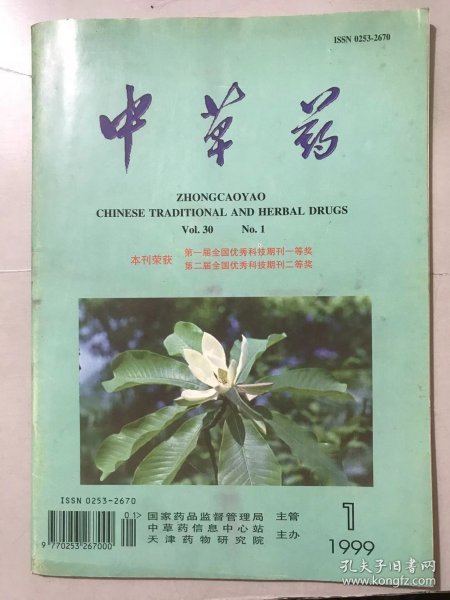 ISSN 0253-2670
中草药
ZHONGCAOYAO
CHINESE TRADITIONAL AND HERBAL DRUGS
Vol. 30 No. 1
本刊荣获
第一届全国优秀科技期刊一等奖
第二届全国优秀科技期刊二等奖
ISSN 0253-2670
01>
9 770253 267000
国家药品监督管理局 主管
中草药信息中心站
天津药物研究院 主办
1
1999
孔夫子旧书网
www.kongfz.com